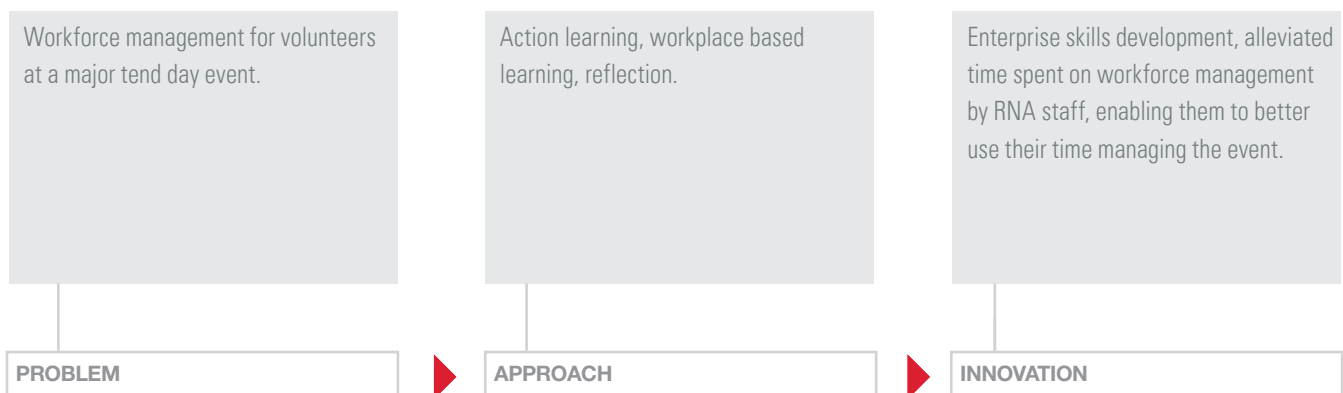 Workforce management for volunteers
at a major tend day event.
Action learning, workplace based
learning, reflection.
Enterprise skills development, alleviated
time spent on workforce management
by RNA staff, enabling them to better
use their time managing the event.
PROBLEM
APPROACH
INNOVATION